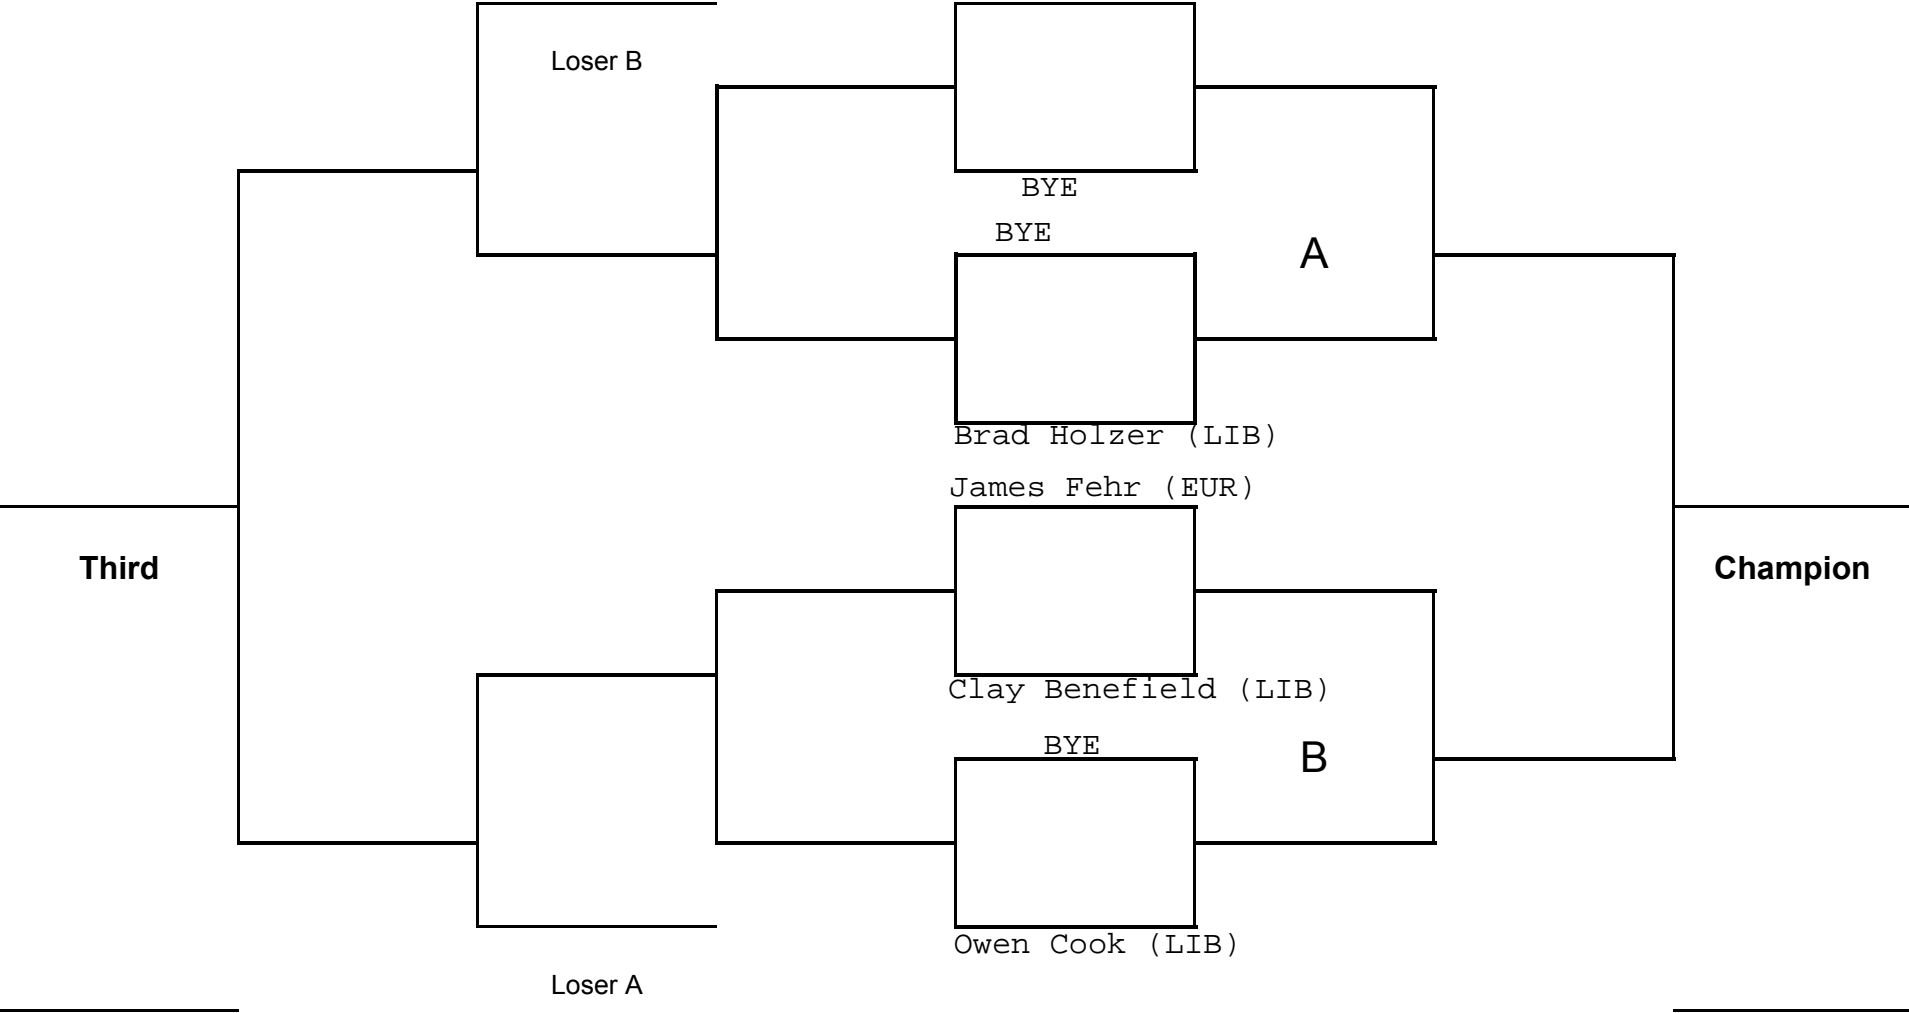 Loser B
BYE
BYE
A
Brad Holzer (LIB)
James Fehr (EUR)
Third
Champion
Clay Benefield (LIB)
BYE
B
Owen Cook (LIB)
Loser A